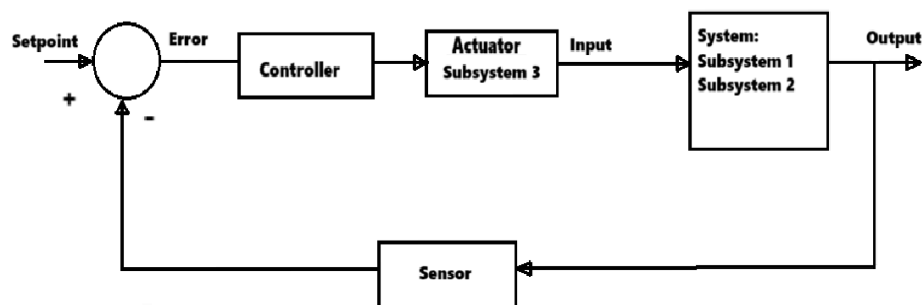 Setpoint
+
-
Error
Controller
Actuator
Subsystem 3
Input
System:
Subsystem 1
Subsystem 2
Output
Sensor